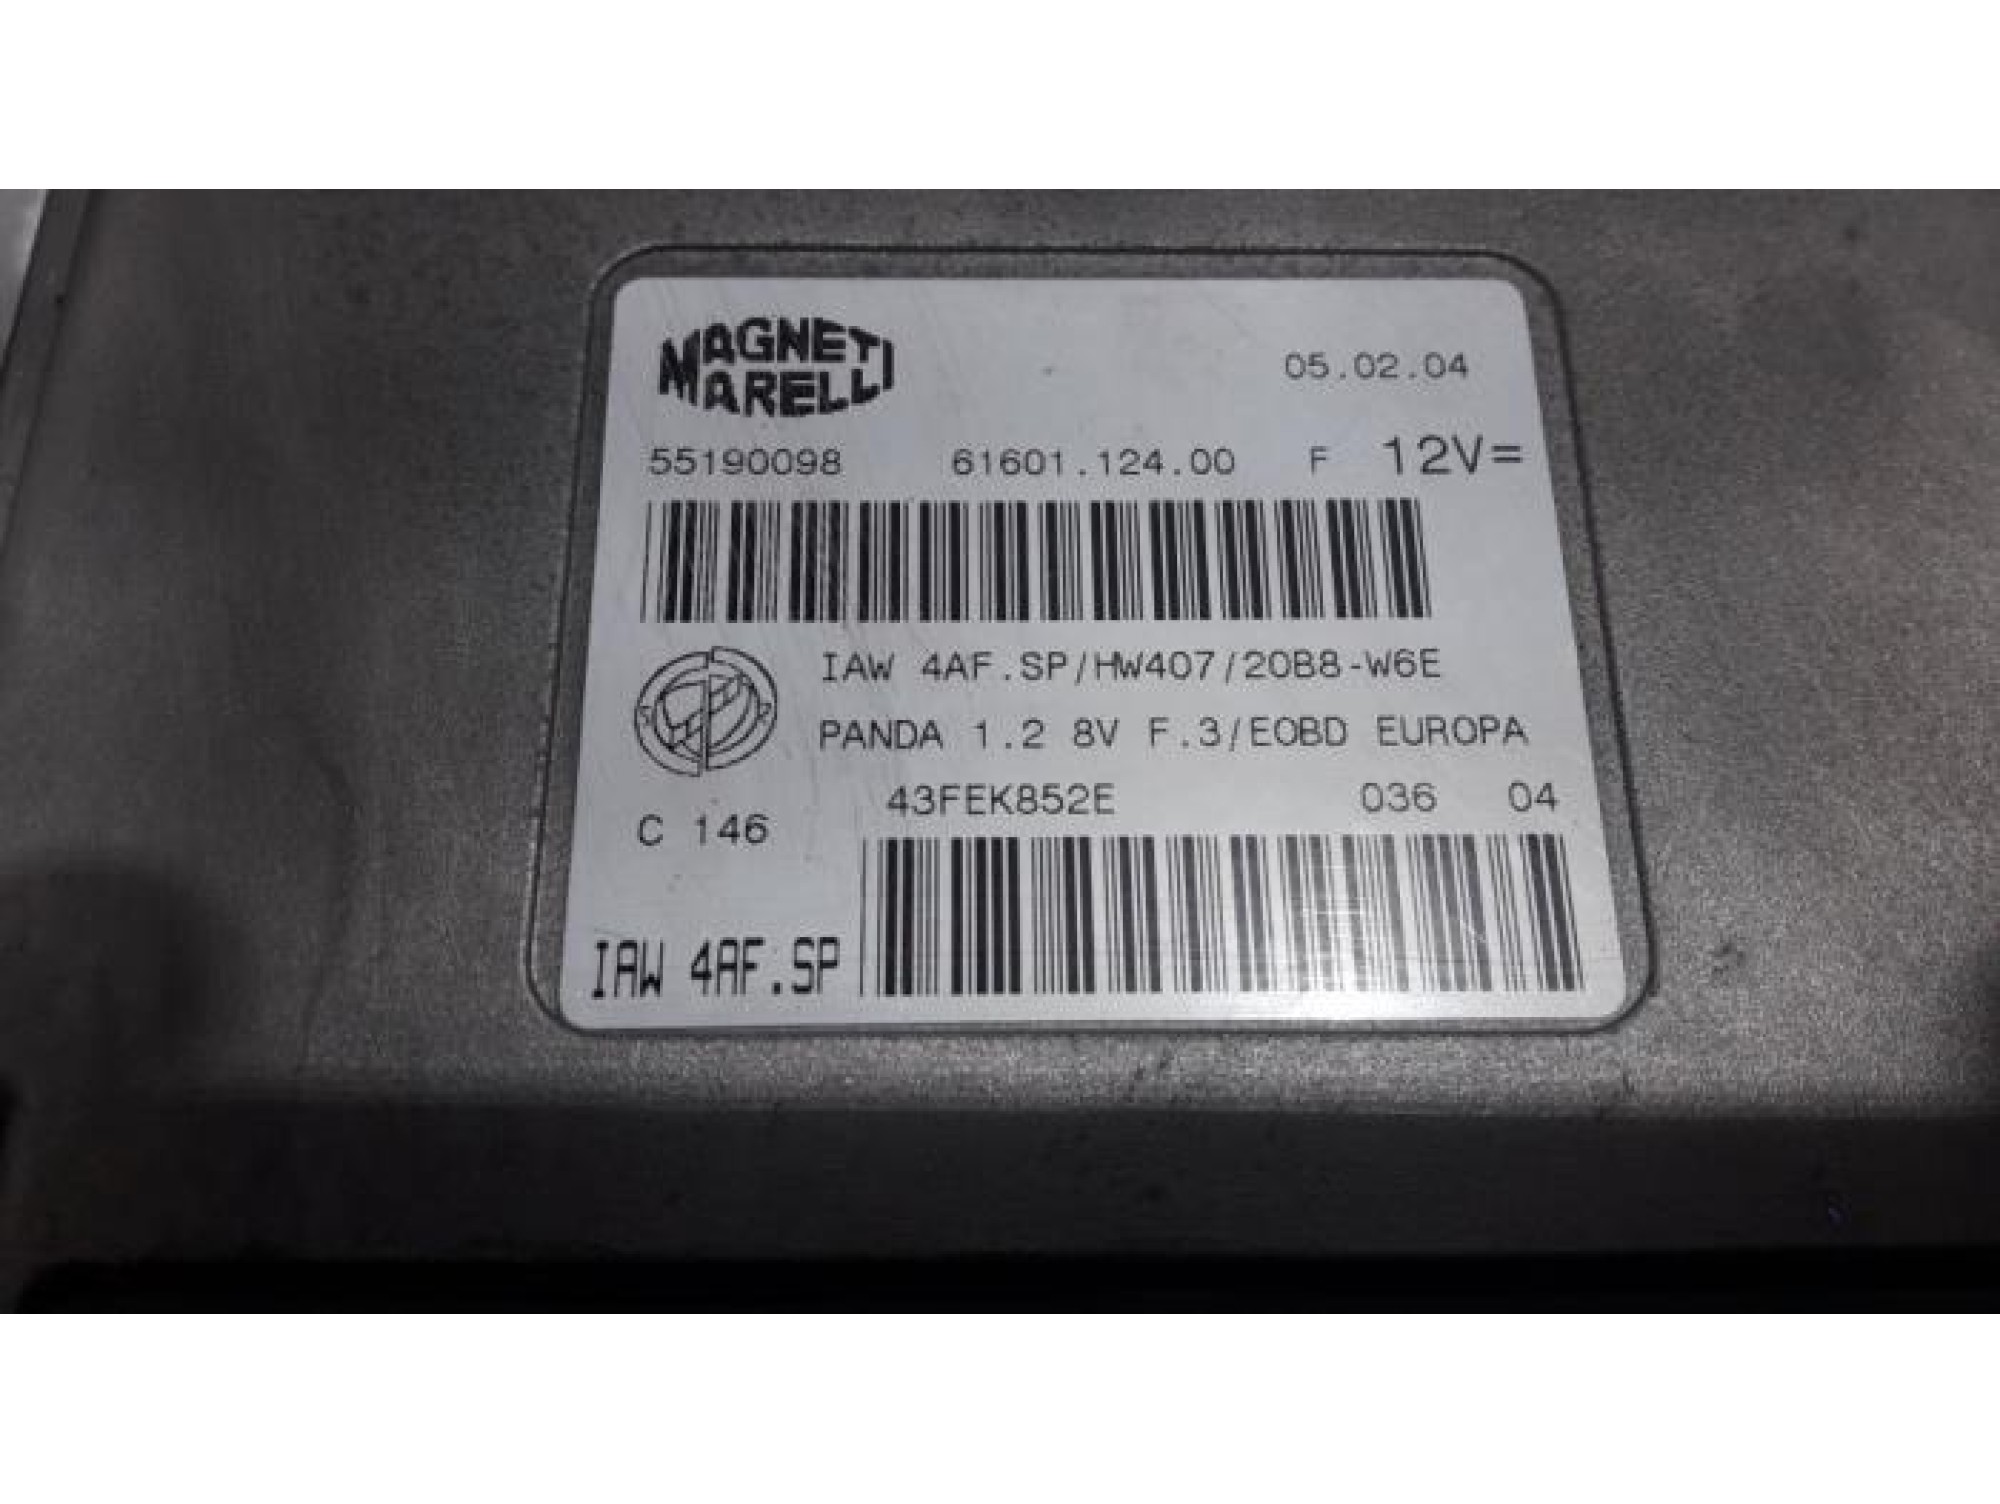 MAGNETI
MARELLI
05.02.04
55190098 61601.124.00 F 12V=
IAW 4AF.SP/HW407/20B8-W6E
PANDA 1.2 8V F.3/EOBD EUROPA
43FEK852E 036 04
C 146
IAW 4AF.SP